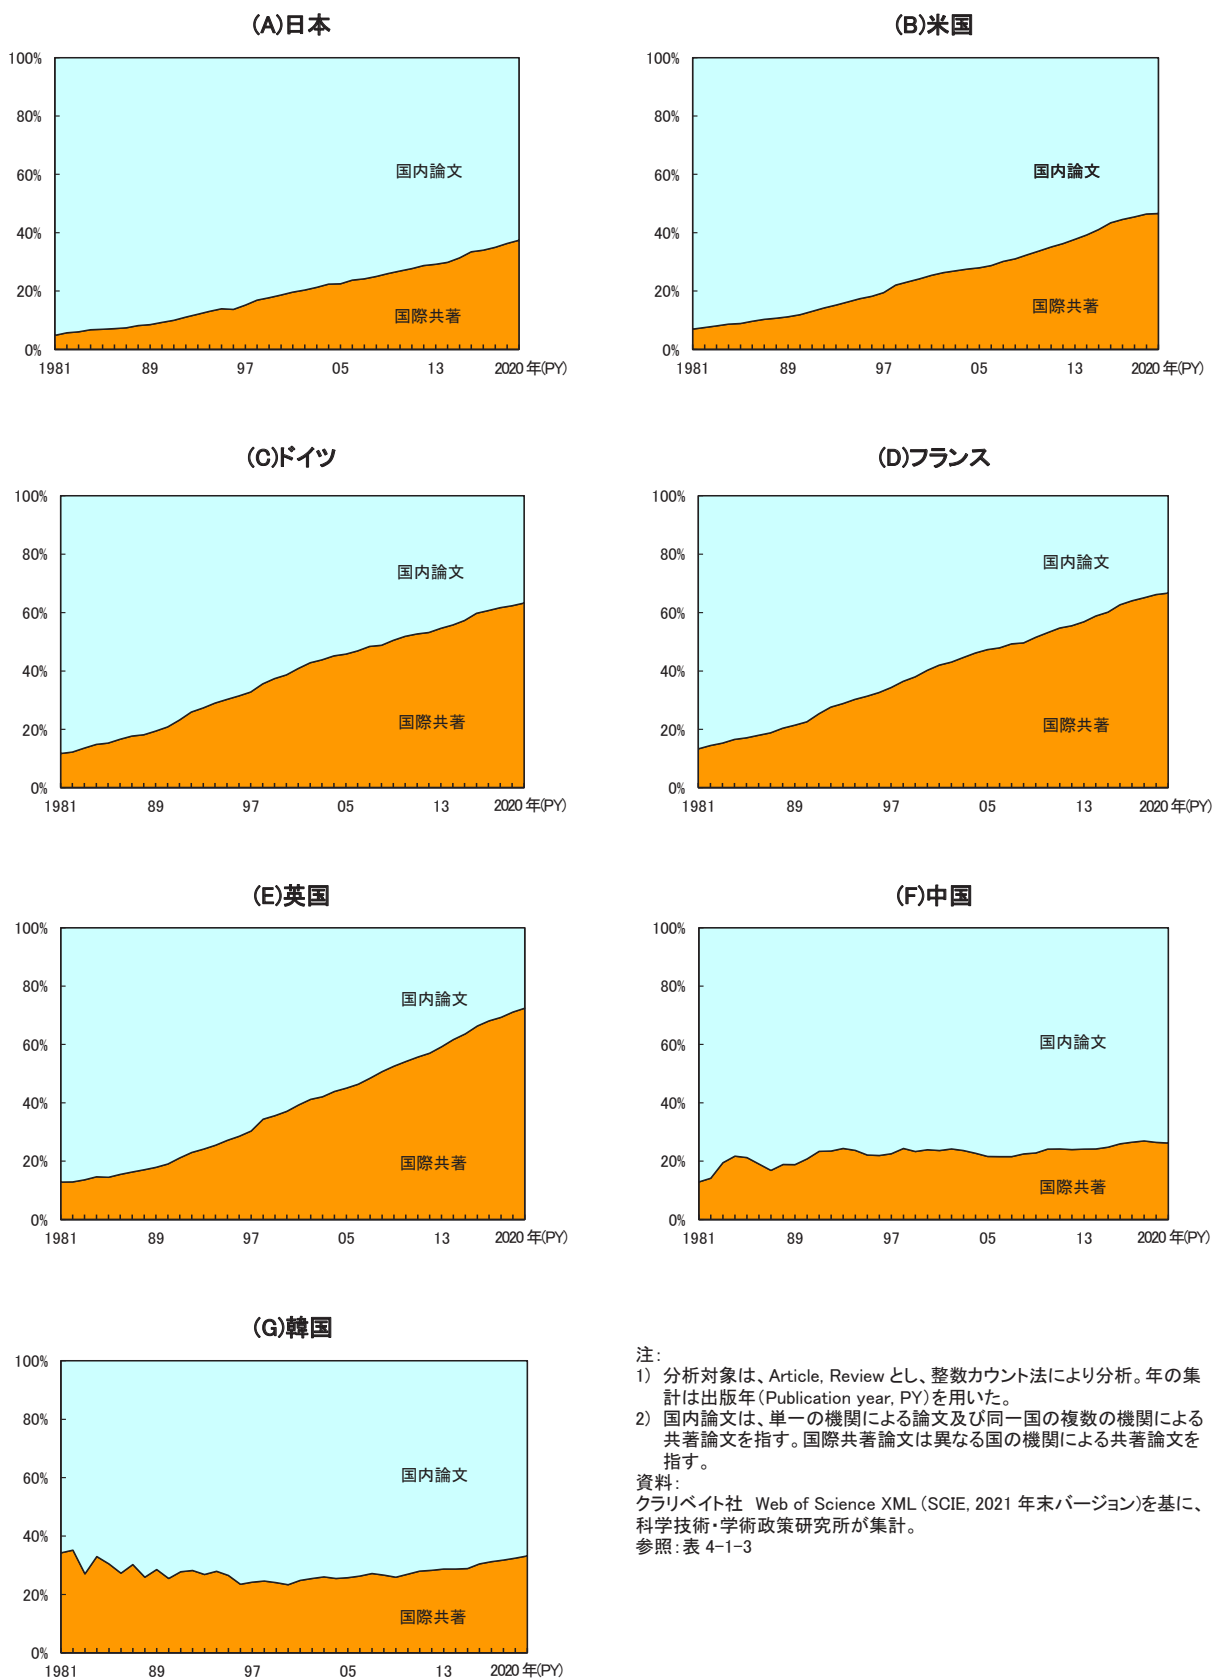 (A)日本
100%
80%
60%
40%
20%
0%
国内論文
国際共著
1981 89 97 05 13 2020 年(PY)
(B)米国
100%
80%
60%
40%
20%
0%
国内論文
国際共著
1981 89 97 05 13 2020 年(PY)
(C)ドイツ
100%
80%
60%
40%
20%
0%
国内論文
国際共著
1981 89 97 05 13 2020 年(PY)
(D)フランス
100%
80%
60%
40%
20%
0%
国内論文
国際共著
1981 89 97 05 13 2020 年(PY)
(E)英国
100%
80%
60%
40%
20%
0%
国内論文
国際共著
1981 89 97 05 13 2020 年(PY)
(F)中国
100%
80%
60%
40%
20%
0%
国内論文
国際共著
1981 89 97 05 13 2020 年(PY)
(G)韓国
100%
80%
60%
40%
20%
0%
国内論文
国際共著
1981 89 97 05 13 2020 年(PY)
注:
1) 分析対象は、Article, Review とし、整数カウント法により分析。年の集
計は出版年(Publication year, PY)を用いた。
2) 国内論文は、単一の機関による論文及び同一国の複数の機関による
共著論文を指す。国際共著論文は異なる国の機関による共著論文を
指す。
資料:
クラリベイト社 Web of Science XML (SCIE, 2021 年末バージョン)を基に、
科学技術・学術政策研究所が集計。
参照:表 4-1-3